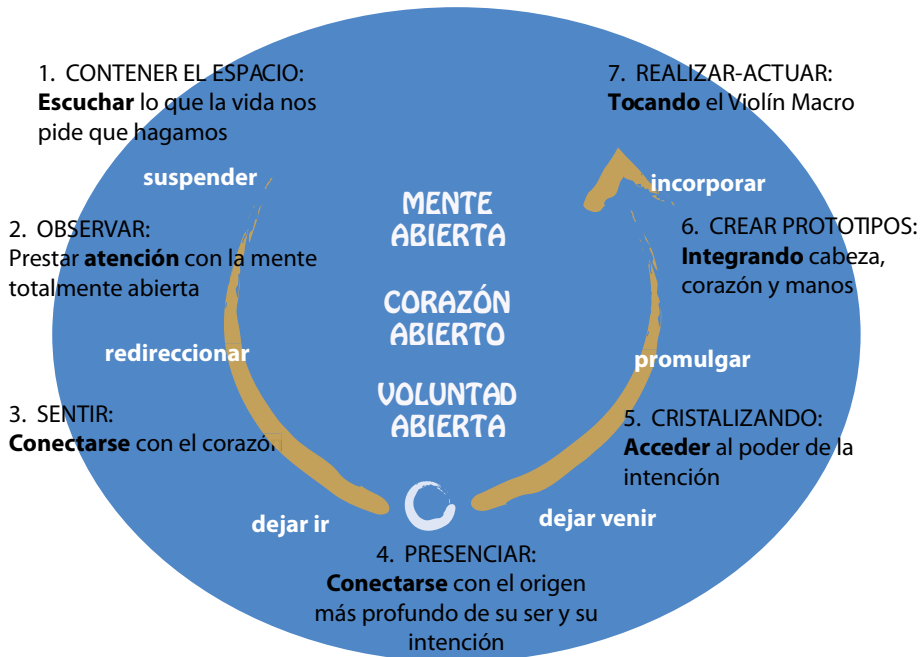 1. CONTENER EL ESPACIO:
Escuchar lo que la vida nos
pide que hagamos
suspender
2. OBSERVAR:
Prestar atención con la mente
totalmente abierta
redireccionar
3. SENTIR:
Conectarse con el corazón
dejar ir
MENTE
ABIERTA
CORAZÓN
ABIERTO
VOLUNTAD
ABIERTA
4. PRESENCIAR:
Conectarse con el origen
más profundo de su ser y su
intención
dejar venir
5. CRISTALIZANDO:
Acceder al poder de la
intención
promulgar
6. CREAR PROTOTIPOS:
Integrando cabeza,
corazón y manos
incorporar
7. REALIZAR-ACTUAR:
Tocando el Violín Macro